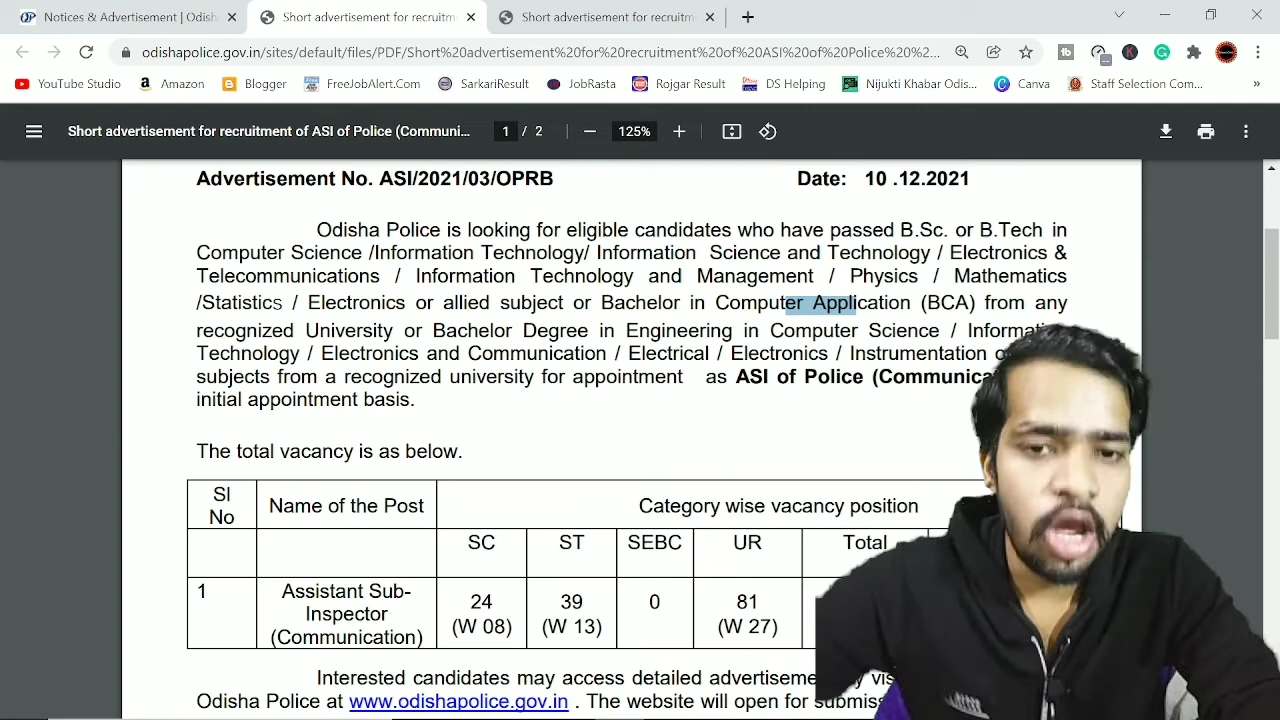 Notices & Advertisement | Odish
Short advertisement for recruitm
Short advertisement for recruitm
odishapolice.gov.in/sites/default/files/PDF/Short%20advertisement%20for%20recruitment%20of%20ASI%20of%20Police%20%2...
YouTube Studio
Amazon
Blogger
FreeJobAlert.Com
SarkariResult
JobRasta
Rojgar Result
DS Helping
Nijukti Khabar Odis...
Canva
Staff Selection Com...
»
Short advertisement for recruitment of ASI of Police (Communi...
1 / 2
125%
Advertisement No. ASI/2021/03/OPRB Date: 10 .12.2021
Odisha Police is looking for eligible candidates who have passed B.Sc. or B.Tech in
Computer Science /Information Technology/ Information Science and Technology / Electronics &
Telecommunications / Information Technology and Management / Physics / Mathematics
/Statistics / Electronics or allied subject or Bachelor in Computer Application (BCA) from any
recognized University or Bachelor Degree in Engineering in Computer Science /
Technology / Electronics and Communication / Electrical / Electronics / Instrumentation
subjects from a recognized university for appointment as ASI of Police
initial appointment basis.
The total vacancy is as below.
Sl No
Name of the Post
Category wise vacancy position
SC ST SEBC UR Total
1
Assistant Sub-
Inspector
(Communication)
24
(W 08)
39
(W 13)
0
81
(W 27)
Interested candidates may access detailed
Odisha Police at www.odishapolice.gov.in . The website will open for